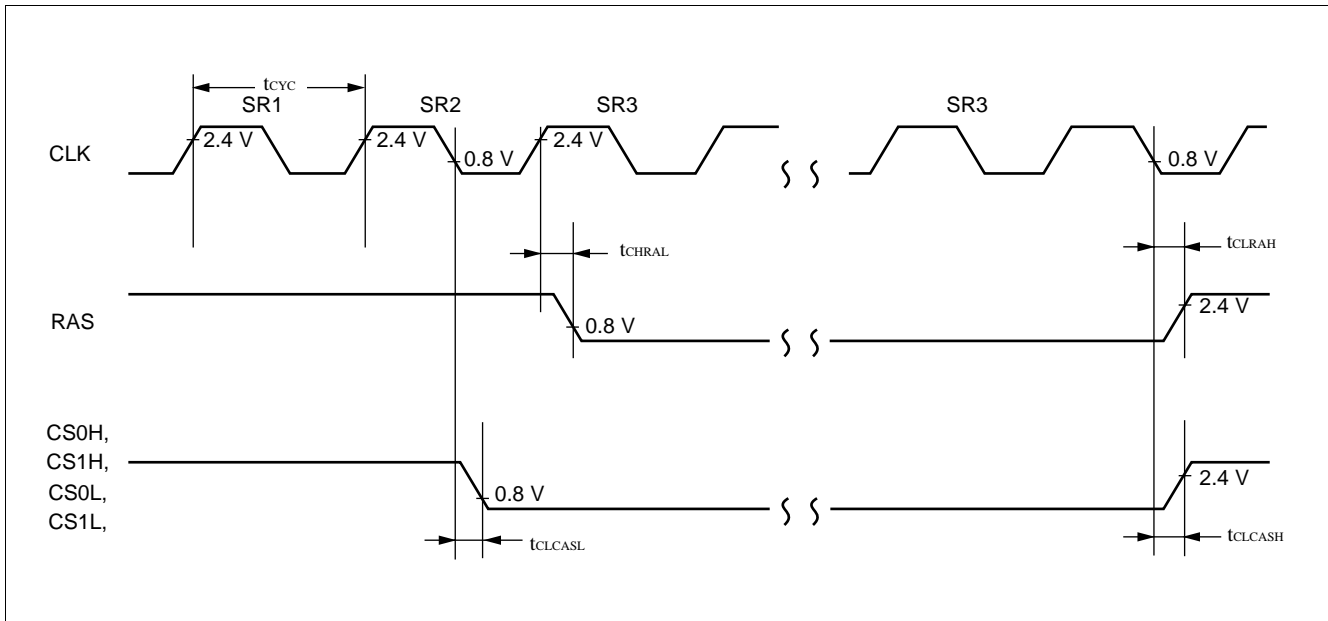 tCYC
SR1 SR2 SR3 SR3
CLK 2.4 V 2.4 V 0.8 V 2.4 V 0.8 V
tCHRAL tCLRAH
RAS 0.8 V 2.4 V
CS0H,
CS1H,
CS0L, 0.8 V 2.4 V
CS1L,
tCLCASL tCLCASH